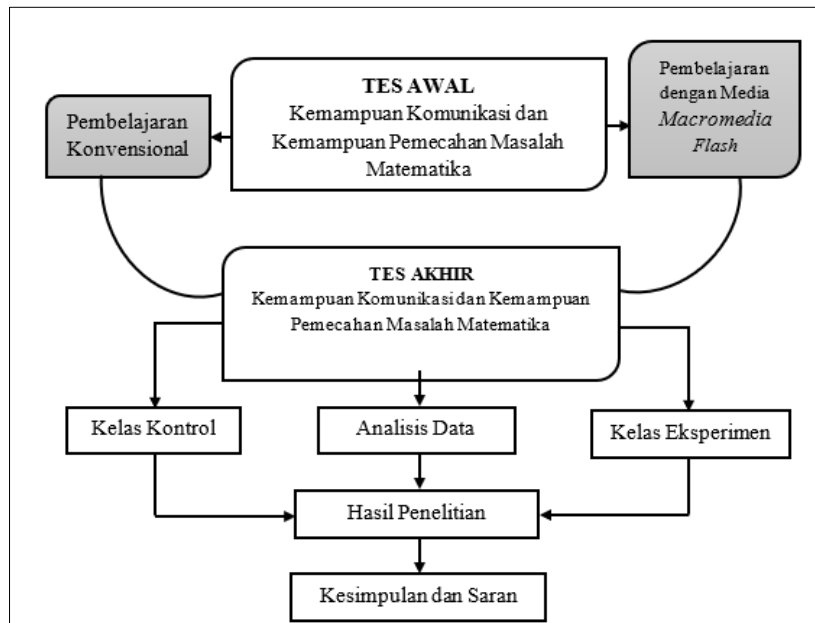 TES AWAL
Kemampuan Komunikasi dan
Kemampuan Pemecahan Masalah
Matematika
Pembelajaran
Konvensional
Pembelajaran
dengan Media
Macromedia
Flash
TES AKHIR
Kemampuan Komunikasi dan Kemampuan
Pemecahan Masalah Matematika
Kelas Kontrol
Analisis Data
Kelas Eksperimen
Hasil Penelitian
Kesimpulan dan Saran